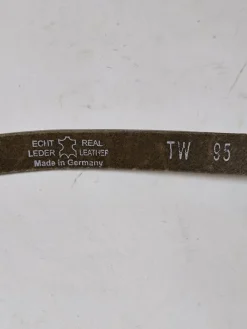 ECHT REAL
LEDER LEATHER
Made in Germany
TW 95